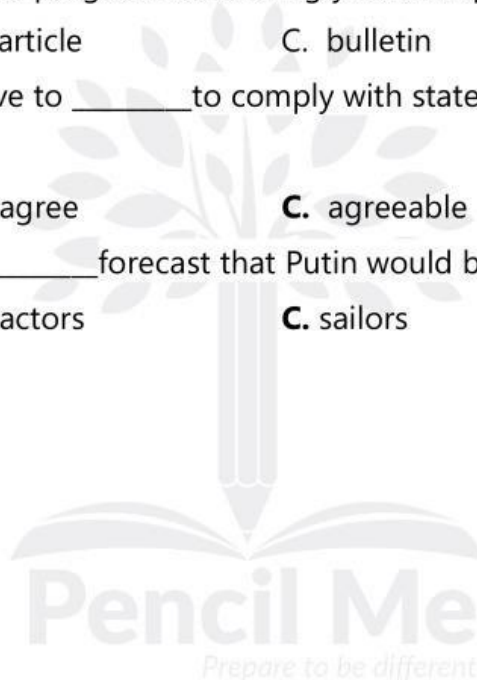 article C. bulletin
ve to ________to comply with state
agree C. agreeable
_______forecast that Putin would b
actors C. sailors
Pencil Me
Prepare to be different